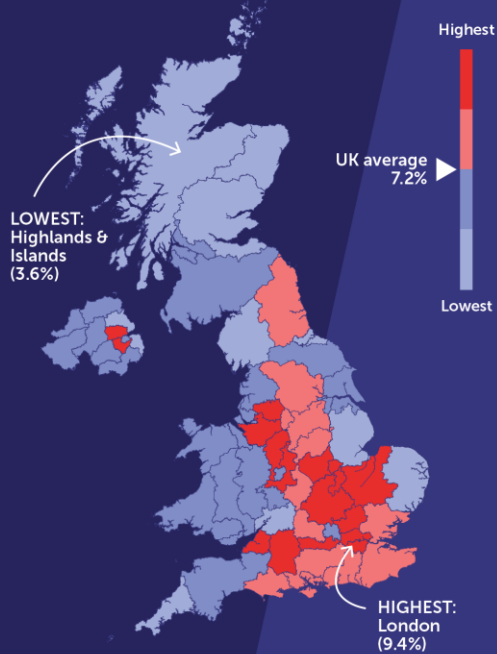 Highest
UK average
7.2%
Lowest
LOWEST:
Highlands &
Islands
(3.6%)
HIGHEST:
London
(9.4%)